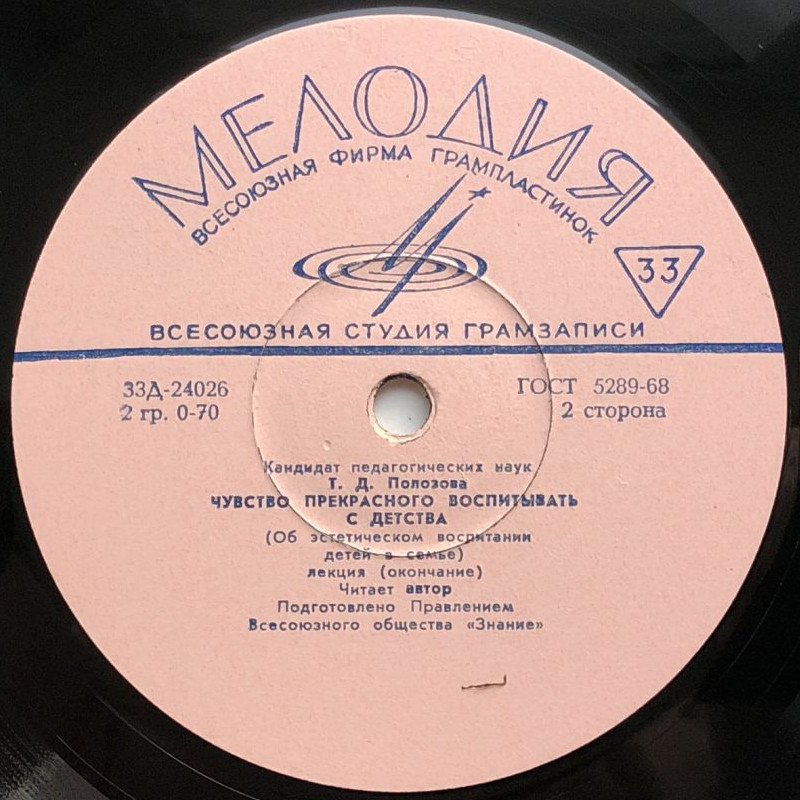 МЕЛОДИЯ
ВСЕСОЮЗНАЯ ФИРМА ГРАМПЛАСТИНОК
33
ВСЕСОЮЗНАЯ СТУДИЯ ГРАМЗАПИСИ
33Д-24026
ГОСТ 5289-68
2 гр. 0-70
2 сторона
Кандидат педагогических наук
Т. Д. Полозова
ЧУВСТВО ПРЕКРАСНОГО ВОСПИТЫВАТЬ
С ДЕТСТВА
(Об эстетическом воспитании
детей в семье)
лекция (окончание)
Читает автор
Подготовлено Правлением
Всесоюзного общества «Знание»